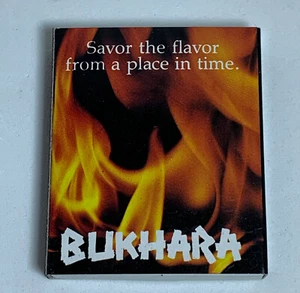 Savor the flavor
from a place in time.
BUKHARA